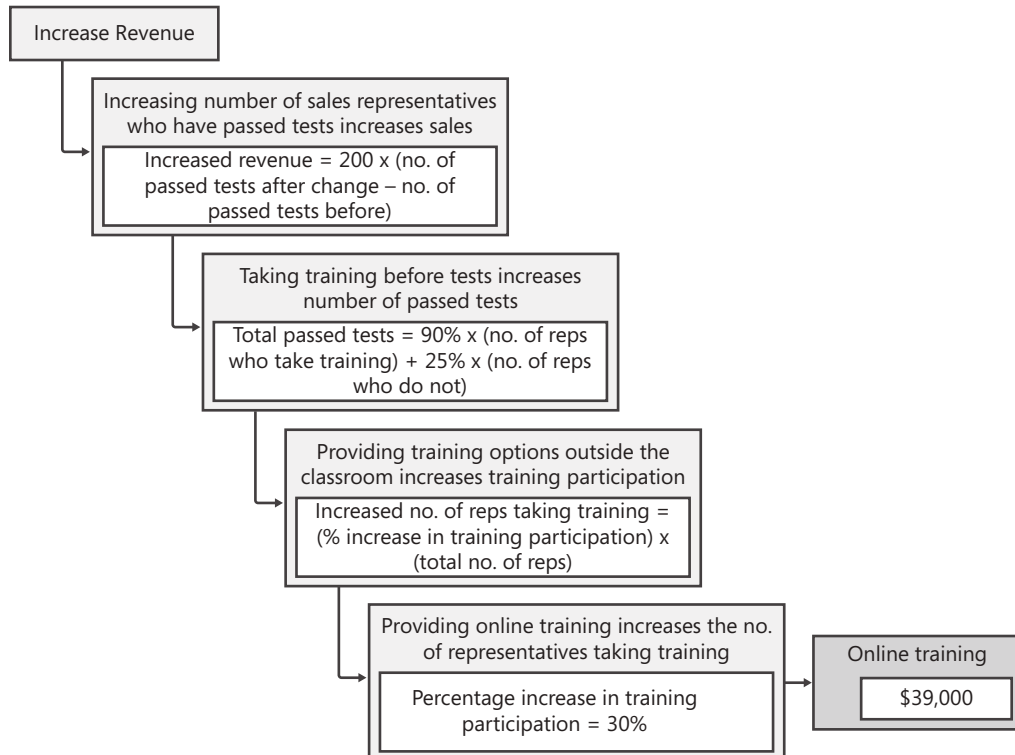 Increase Revenue
Increasing number of sales representatives
who have passed tests increases sales
Increased revenue = 200 x (no. of
passed tests after change – no. of
passed tests before)
Taking training before tests increases
number of passed tests
Total passed tests = 90% x (no. of reps
who take training) + 25% x (no. of reps
who do not)
Providing training options outside the
classroom increases training participation
Increased no. of reps taking training =
(% increase in training participation) x
(total no. of reps)
Providing online training increases the no.
of representatives taking training
Percentage increase in training
participation = 30%
Online training
$39,000